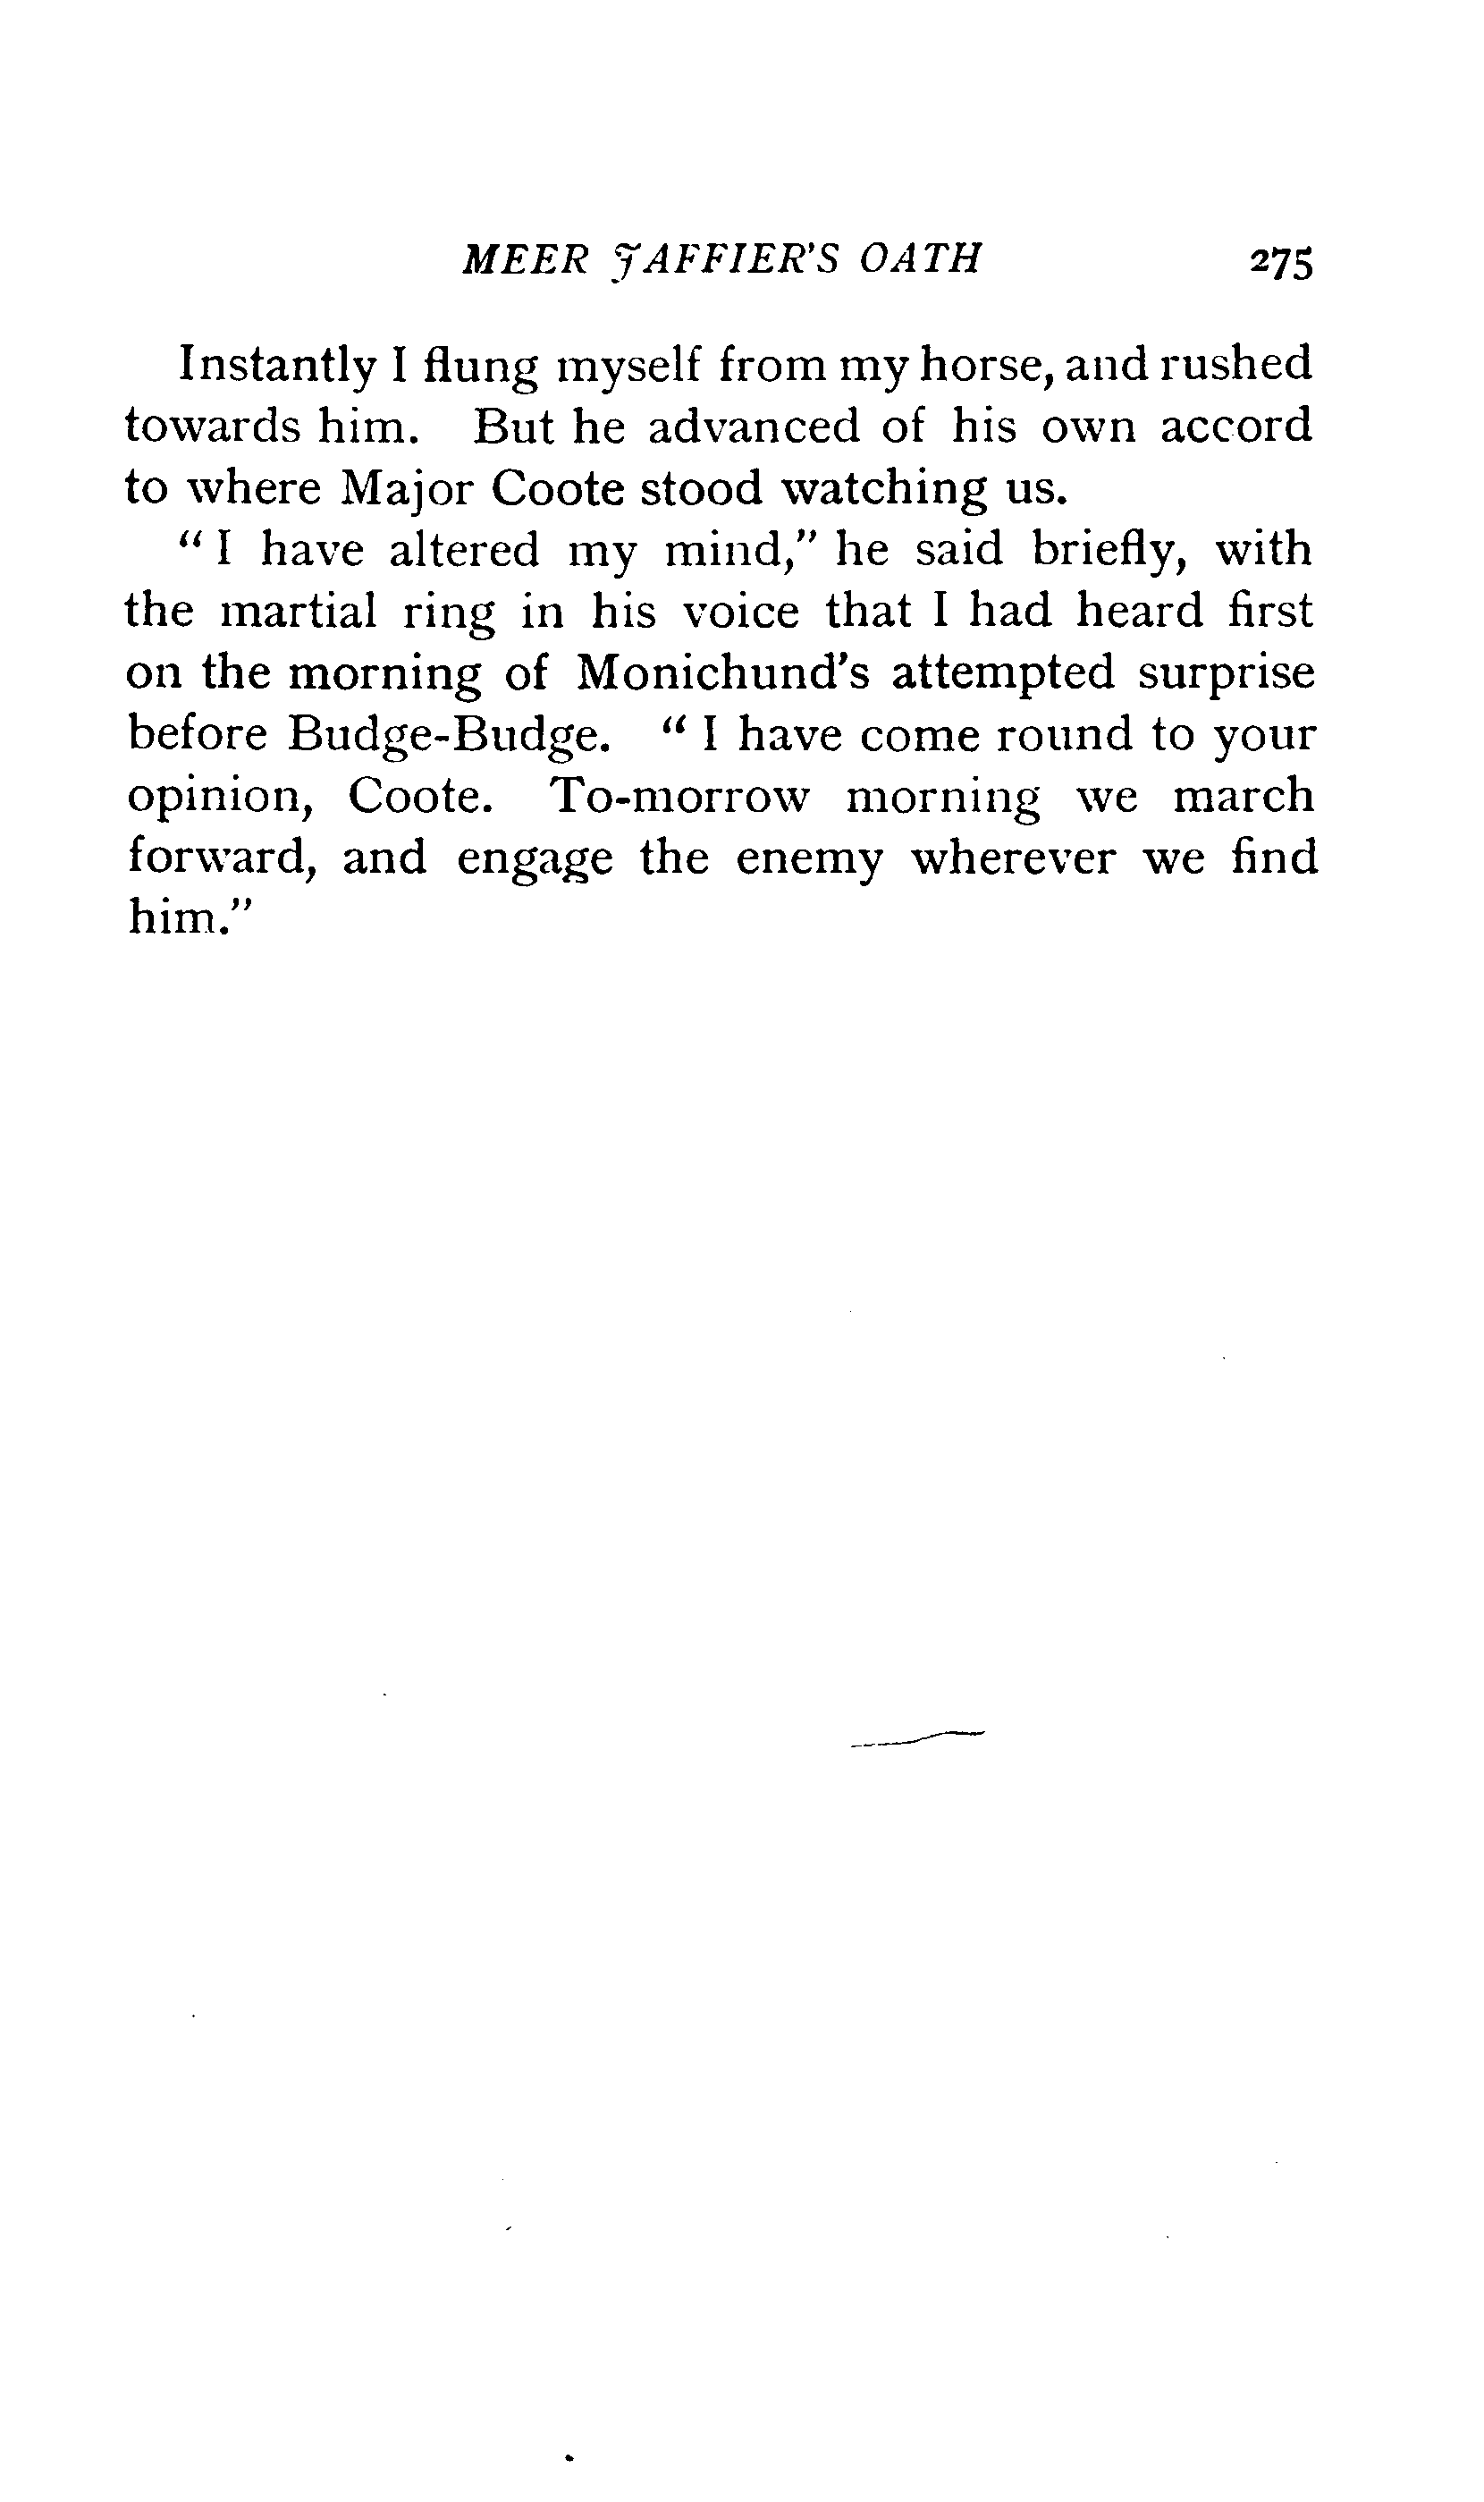 MEER JAFFIER'S OATH 275
Instantly I flung myself from my horse, and rushed
towards him. But he advanced of his own accord
to where Major Coote stood watching us.
“ I have altered my mind,” he said briefly, with
the martial ring in his voice that I had heard first
on the morning of Monichund's attempted surprise
before Budge-Budge. “ I have come round to your
opinion, Coote. To-morrow morning we march
forward, and engage the enemy wherever we find
him.”